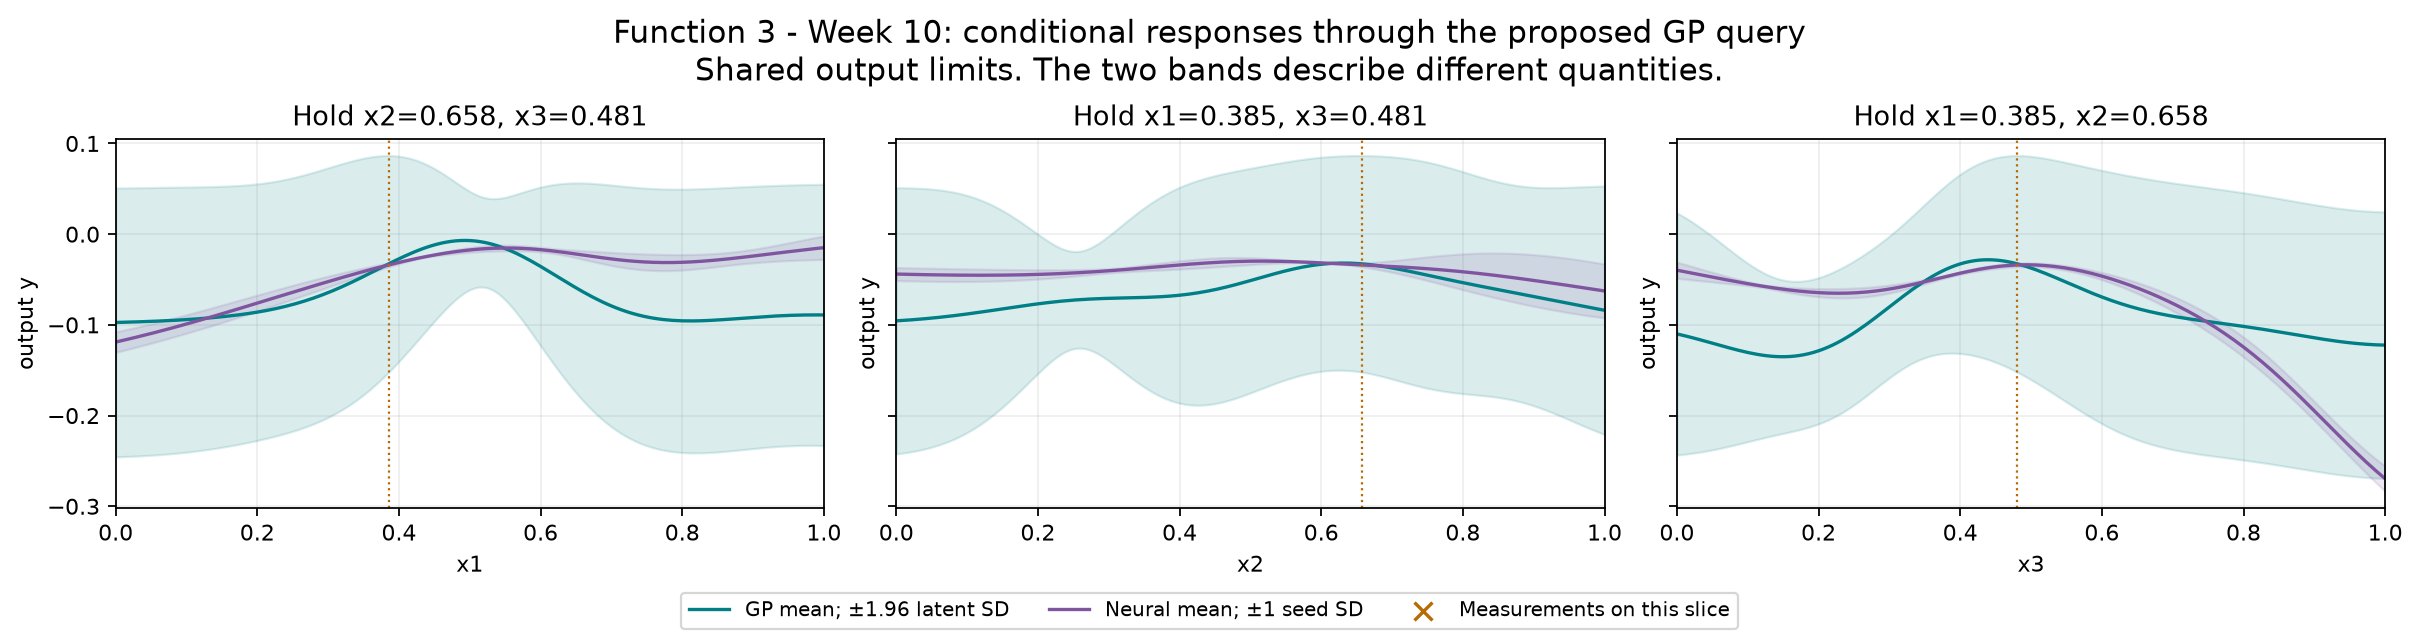 Function 3 - Week 10: conditional responses through the proposed GP query
Shared output limits. The two bands describe different quantities.
Hold x2=0.658, x3=0.481
Hold x1=0.385, x3=0.481
Hold x1=0.385, x2=0.658
0.1
0.0
−0.1
−0.2
−0.3
output y
output y
output y
0.0 0.2 0.4 0.6 0.8 1.0
0.0 0.2 0.4 0.6 0.8 1.0
0.0 0.2 0.4 0.6 0.8 1.0
x1
x2
x3
GP mean; ±1.96 latent SD
Neural mean; ±1 seed SD
Measurements on this slice